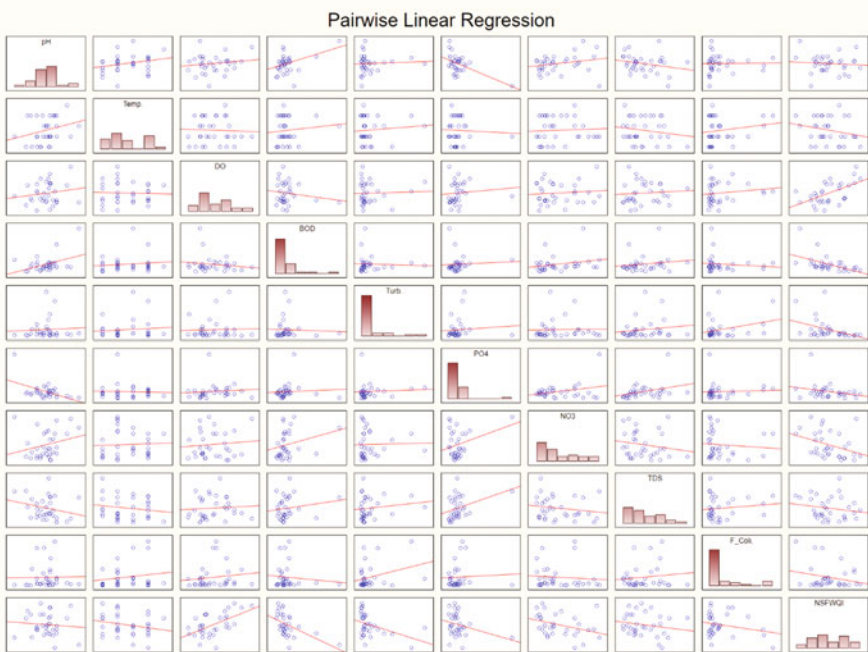 Pairwise Linear Regression
pH
Temp.
DO
BOD
Turb.
PO4
NO3
TDS
F_Coli.
NSFWQI